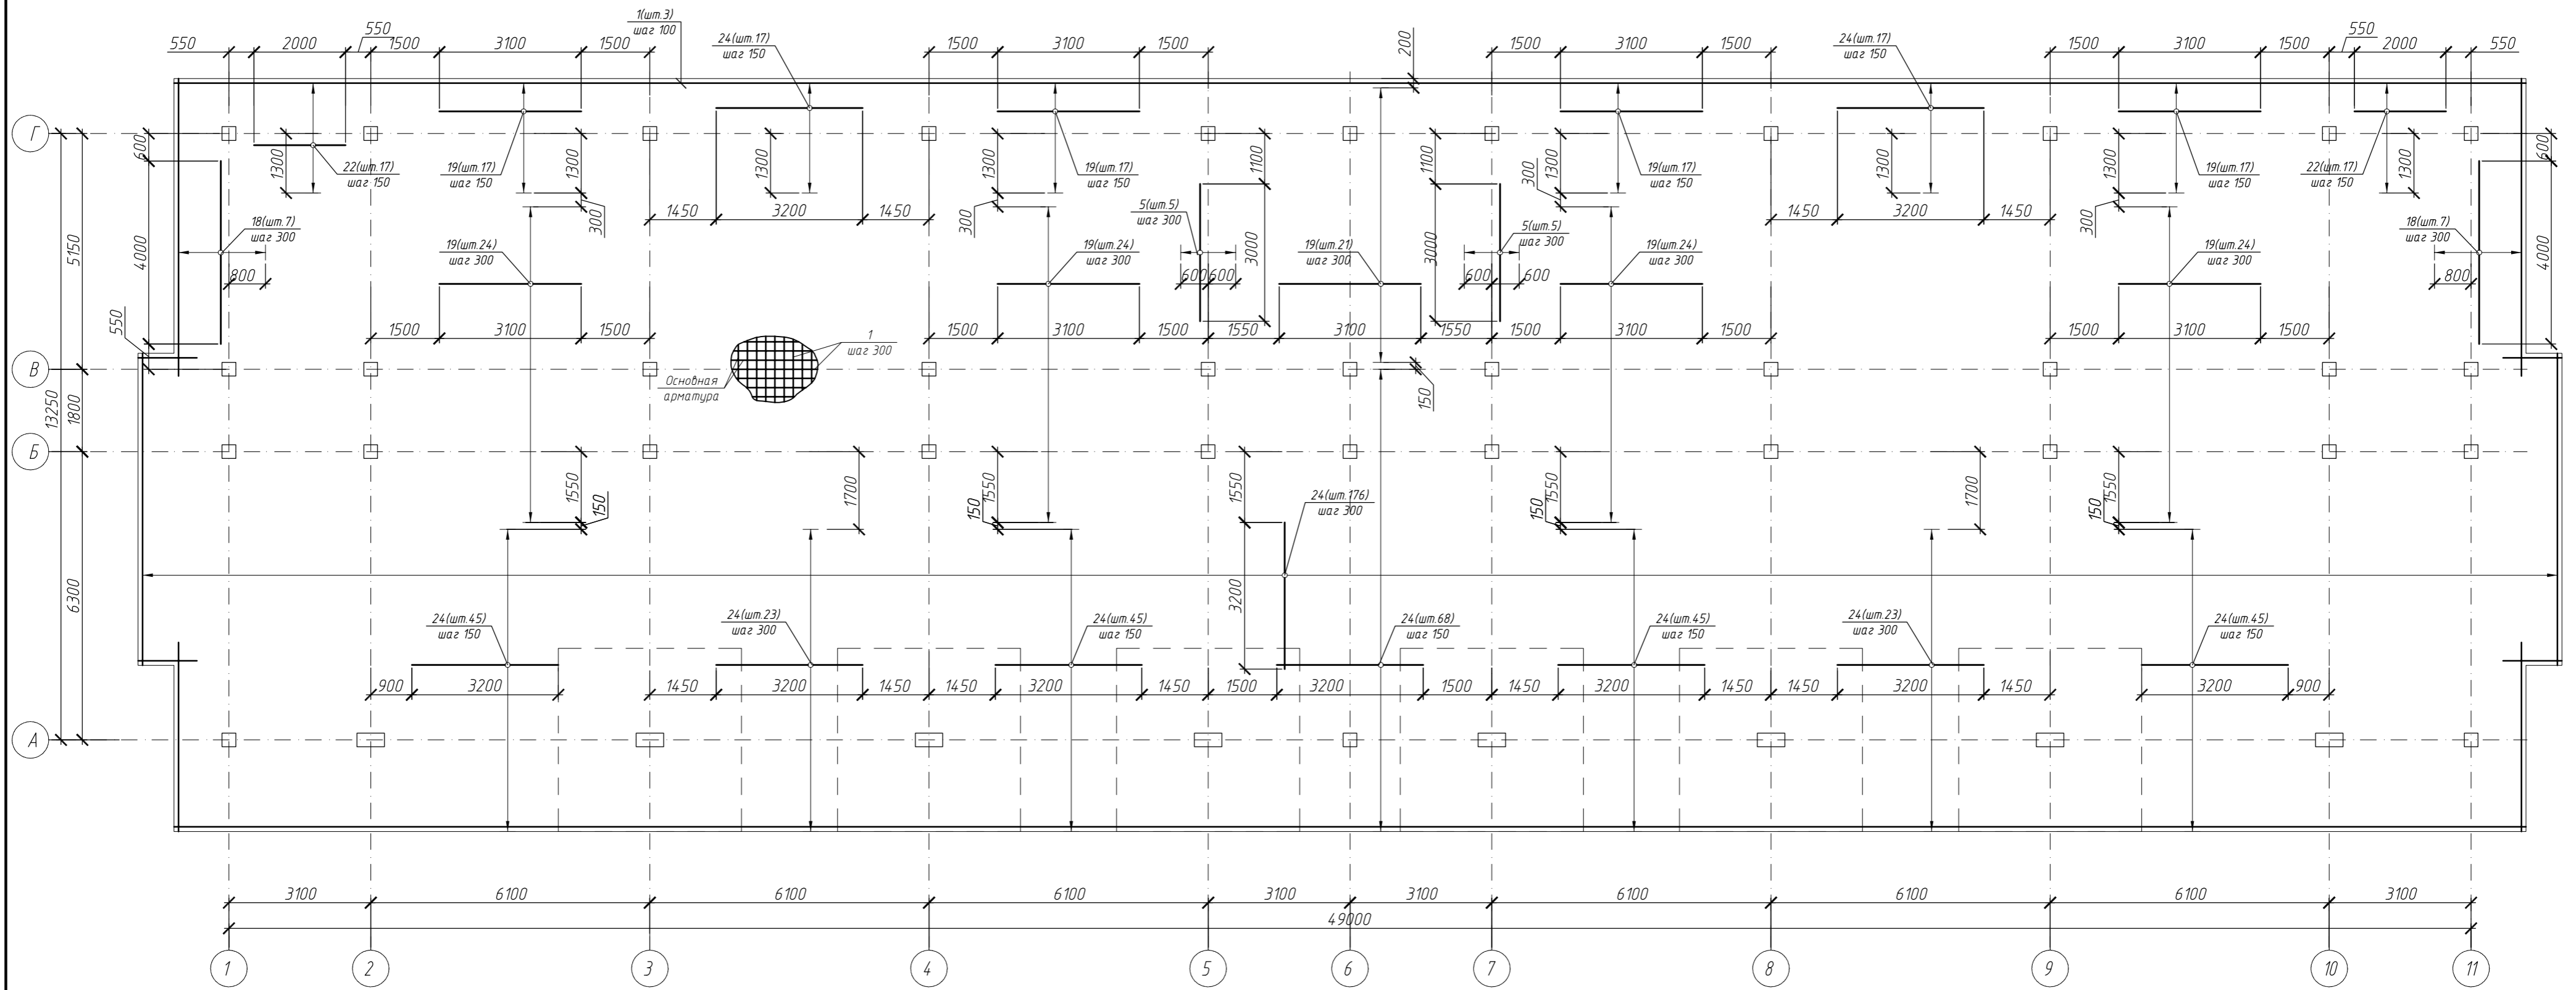 1(шт.3)
шаг 100
24(шт.17)
шаг 150
24(шт.17)
шаг 150
550
2000
550
1500
3100
1500
1500
3100
1500
200
1500
3100
1500
1500
3100
1500
550
2000
550
Г
600
1300
22(шт.17)
шаг 150
19(шт.17)
шаг 150
1300
300
1300
1300
300
19(шт.17)
шаг 150
1100
1100
300
1300
19(шт.17)
шаг 150
1300
1300
300
19(шт.17)
шаг 150
22(шт.17)
шаг 150
1300
600
5150
4000
18(шт.7)
шаг 300
800
1450
3200
1450
5(шт.5)
шаг 300
3000
600
600
3000
5(шт.5)
шаг 300
600
600
1450
3200
1450
18(шт.7)
шаг 300
800
4000
19(шт.24)
шаг 300
19(шт.24)
шаг 300
19(шт.21)
шаг 300
19(шт.24)
шаг 300
19(шт.24)
шаг 300
550
1500
3100
1500
1500
3100
1500
1550
3100
1550
1500
3100
1500
1500
3100
1500
1
шаг 300
Основная
арматура
В
150
13250
1800
Б
1550
150
1700
1550
150
1550
24(шт.176)
шаг 300
1550
150
1700
1550
150
6300
3200
24(шт.45)
шаг 150
24(шт.23)
шаг 300
24(шт.45)
шаг 150
24(шт.68)
шаг 150
24(шт.45)
шаг 150
24(шт.23)
шаг 300
24(шт.45)
шаг 150
900
3200
1450
3200
1450
1450
3200
1450
1500
3200
1500
1450
3200
1450
1450
3200
1450
3200
900
А
3100
6100
6100
6100
3100
3100
6100
6100
6100
3100
49000
1
2
3
4
5
6
7
8
9
10
11